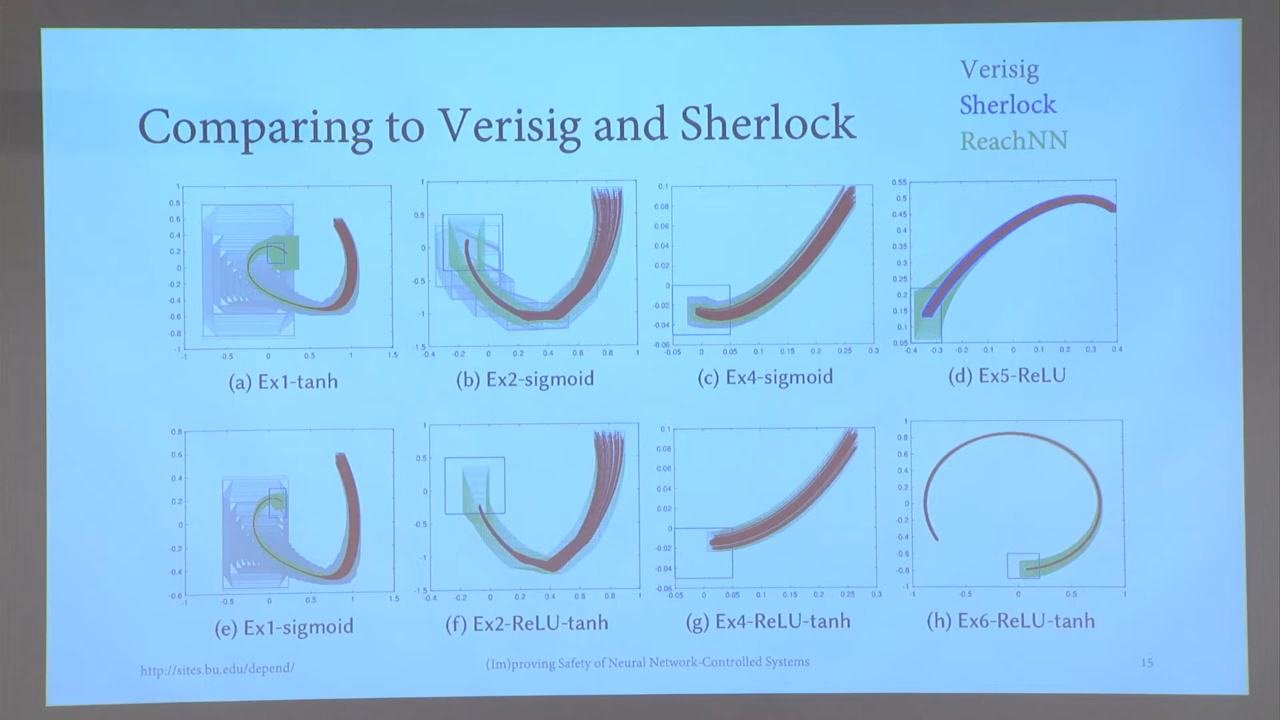 Verisig
Sherlock
ReachNN
Comparing to Verisig and Sherlock
(a) Ex1-tanh
(b) Ex2-sigmoid
(c) Ex4-sigmoid
(d) Ex5-ReLU
(e) Ex1-sigmoid
(f) Ex2-ReLU-tanh
(g) Ex4-ReLU-tanh
(h) Ex6-ReLU-tanh
http://sites.bu.edu/depend/
(Im)proving Safety of Neural Network-Controlled Systems
15